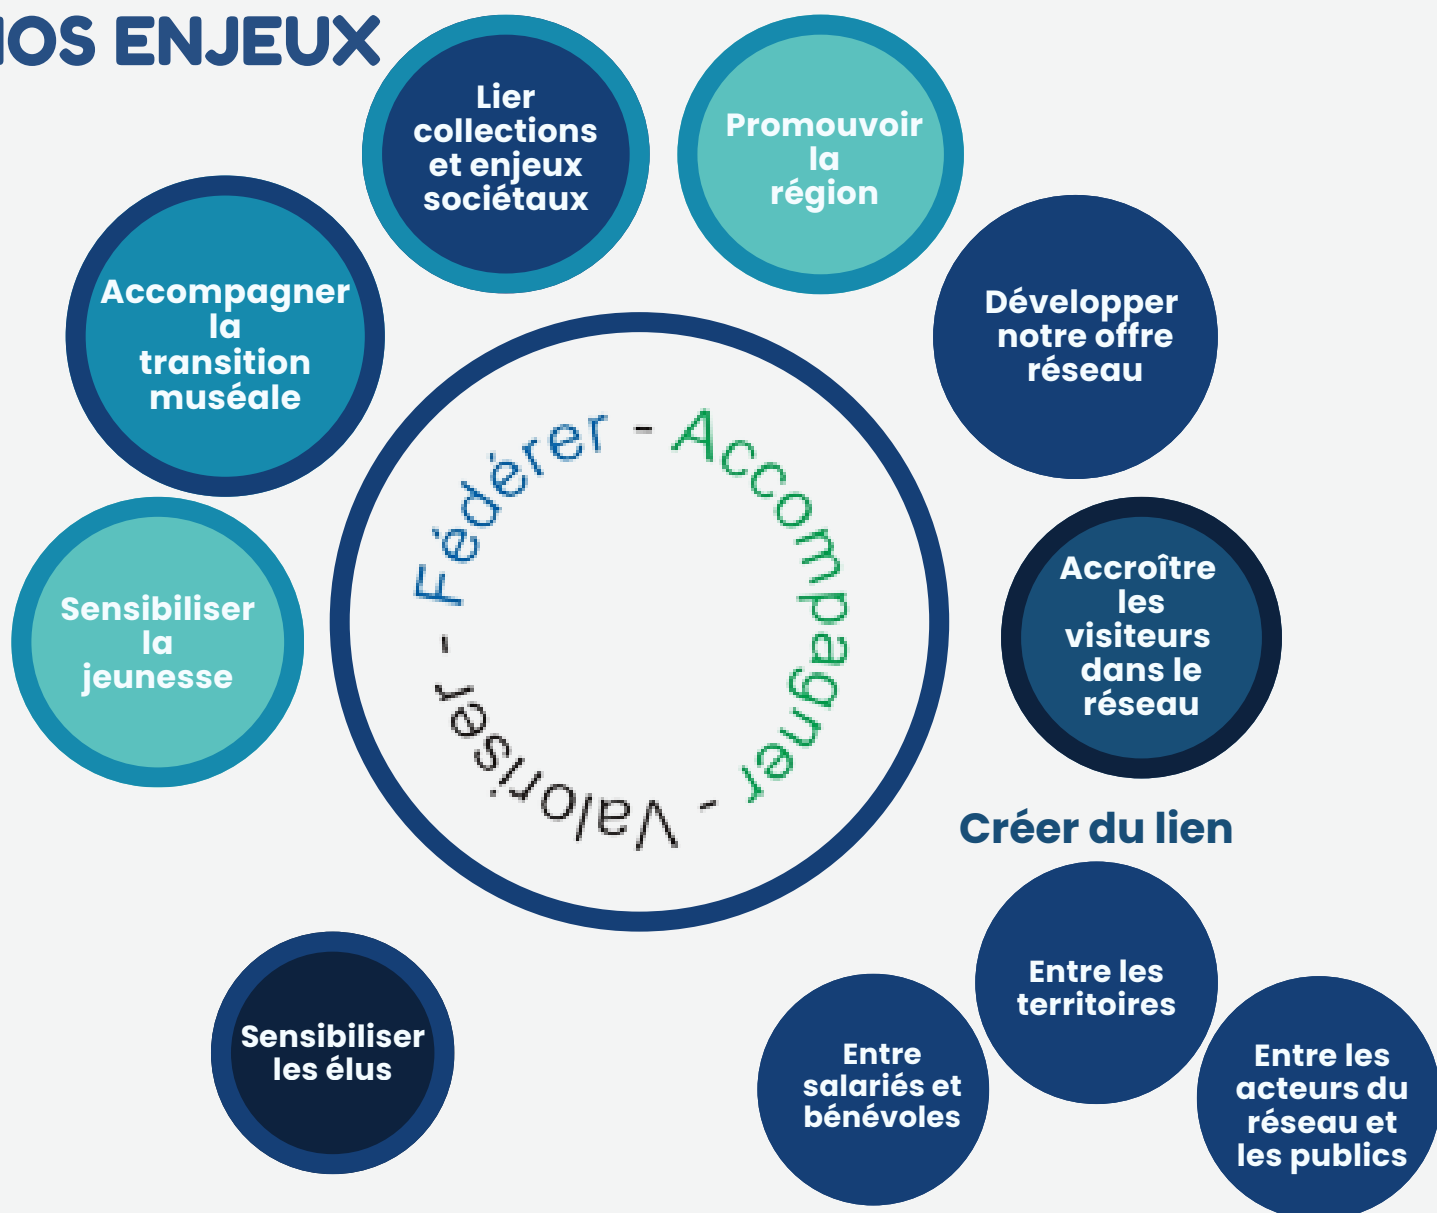 NOS ENJEUX
Lier
collections
et enjeux
sociétaux
Promouvoir
la
région
Accompagner
la
transition
muséale
Développer
notre offre
réseau
Fédérer - Accompagner - Valoriser -
Sensibiliser
la
jeunesse
Accroître
les
visiteurs
dans le
réseau
Créer du lien
Entre les
territoires
Sensibiliser
les élus
Entre
salariés et
bénévoles
Entre les
acteurs du
réseau et
les publics